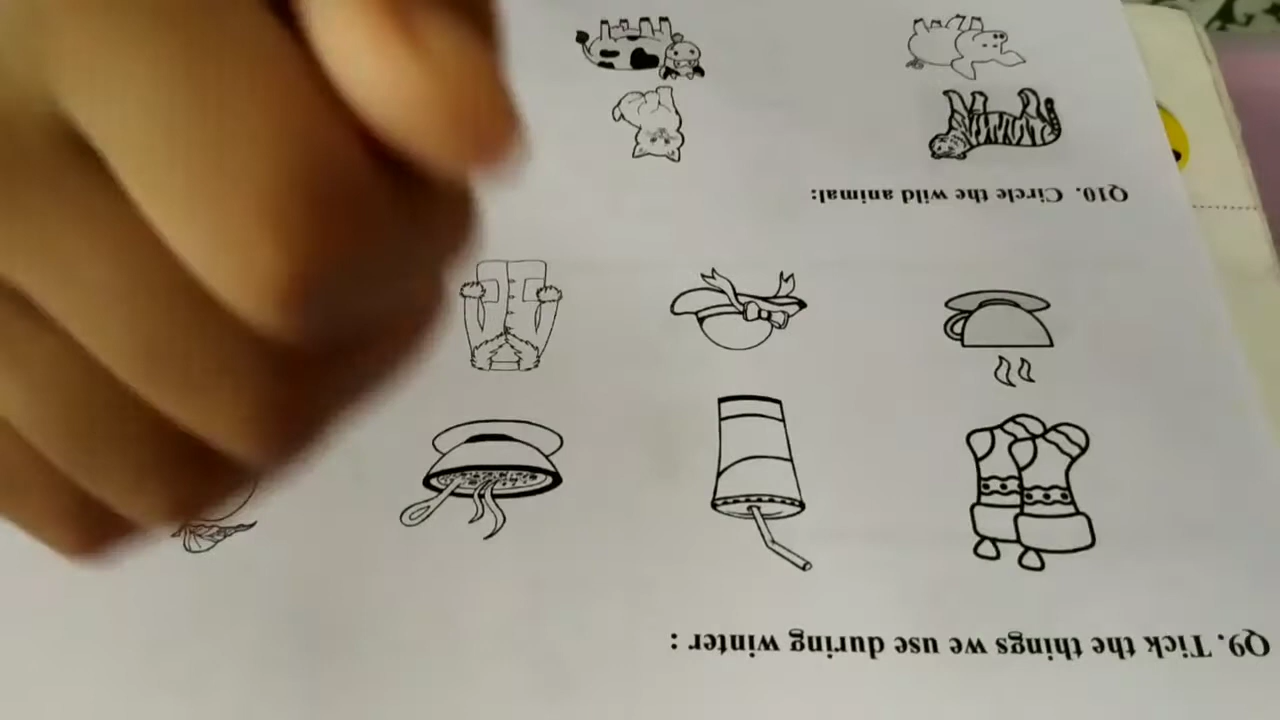 Q9. Tick the things we use during winter :
Q10. Circle the wild animal: